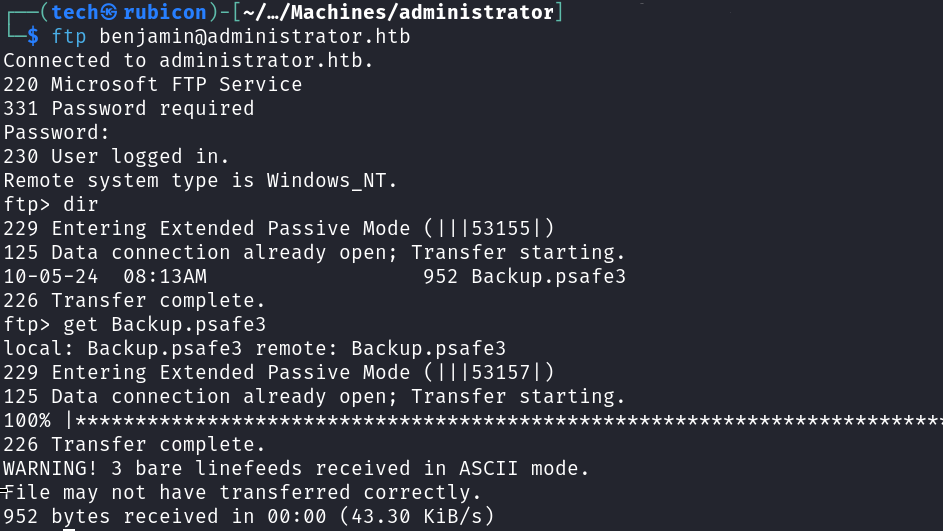 ┌──(tech㉿rubicon)-[~/…/Machines/administrator]
└─$ ftp benjamin@administrator.htb
Connected to administrator.htb.
220 Microsoft FTP Service
331 Password required
Password:
230 User logged in.
Remote system type is Windows_NT.
ftp> dir
229 Entering Extended Passive Mode (|||53155|)
125 Data connection already open; Transfer starting.
10-05-24  08:13AM                  952 Backup.psafe3
226 Transfer complete.
ftp> get Backup.psafe3
local: Backup.psafe3 remote: Backup.psafe3
229 Entering Extended Passive Mode (|||53157|)
125 Data connection already open; Transfer starting.
100% |*************************************************************************
226 Transfer complete.
WARNING! 3 bare linefeeds received in ASCII mode.
File may not have transferred correctly.
952 bytes received in 00:00 (43.30 KiB/s)